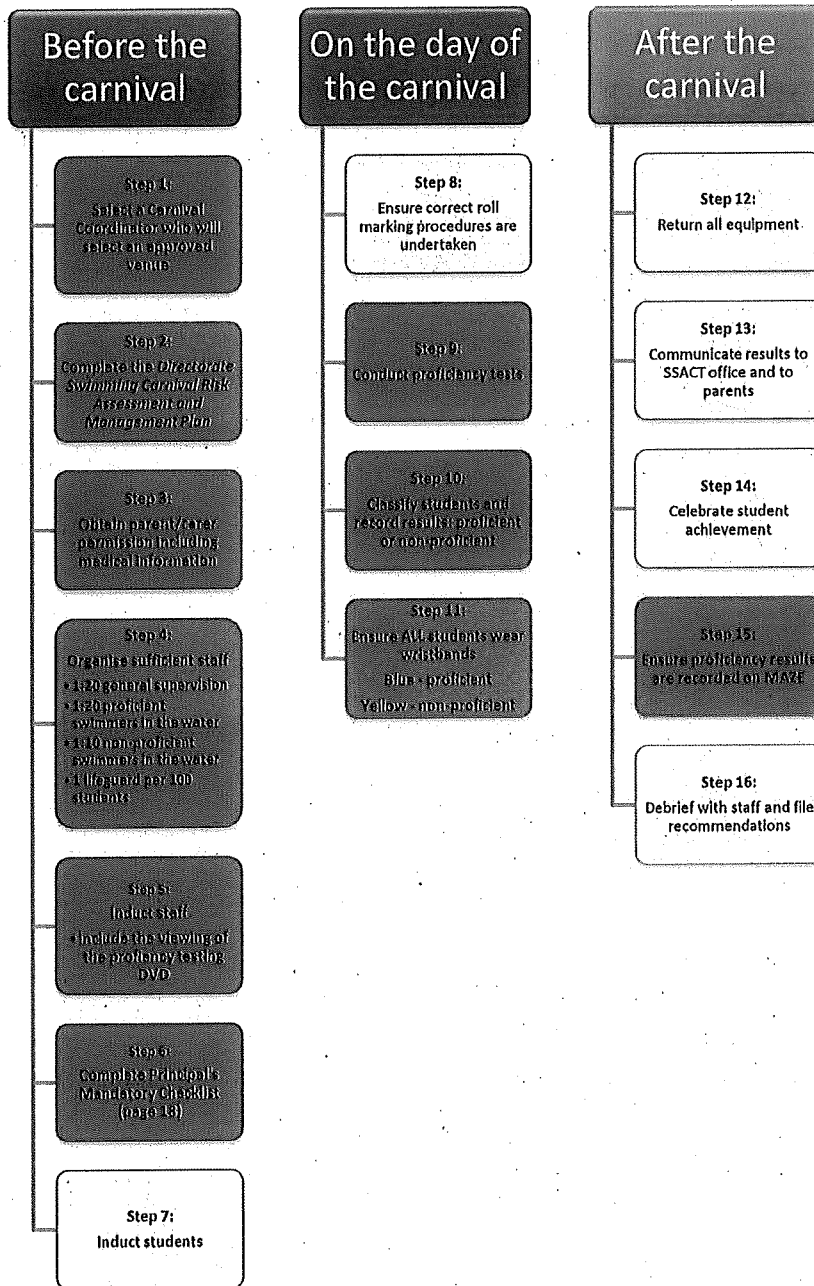 Before the
carnival
Step 1:
Select a Carnival
Coordinator who will
select an approved
venue
Step 2:
Complete the Directorate
Swimming Carnival Risk
Assessment and
Management Plan
Step 3:
Obtain parent/carer
permission including
medical information
Step 4:
Organise sufficient staff
• 1:20 general supervision
• 1:20 proficient
swimmers in the water
• 1:10 non-proficient
swimmers in the water
• 1 lifeguard per 100
students
Step 5:
Induct staff
• Include the viewing of
the profiency testing
DVD
Step 6:
Complete Principal's
Mandatory Checklist
(page 18)
Step 7:
Induct students
On the day of
the carnival
Step 8:
Ensure correct roll
marking procedures are
undertaken
Step 9:
Conduct proficiency tests
Step 10:
Classify students and
record results: proficient
or non-proficient
Step 11:
Ensure ALL students wear
wristbands
Blue - proficient
Yellow - non-proficient
After the
carnival
Step 12:
Return all equipment
Step 13:
Communicate results to
SSACT office and to
parents
Step 14:
Celebrate student
achievement
Step 15:
Ensure proficiency results
are recorded on MAZE
Step 16:
Debrief with staff and file
recommendations